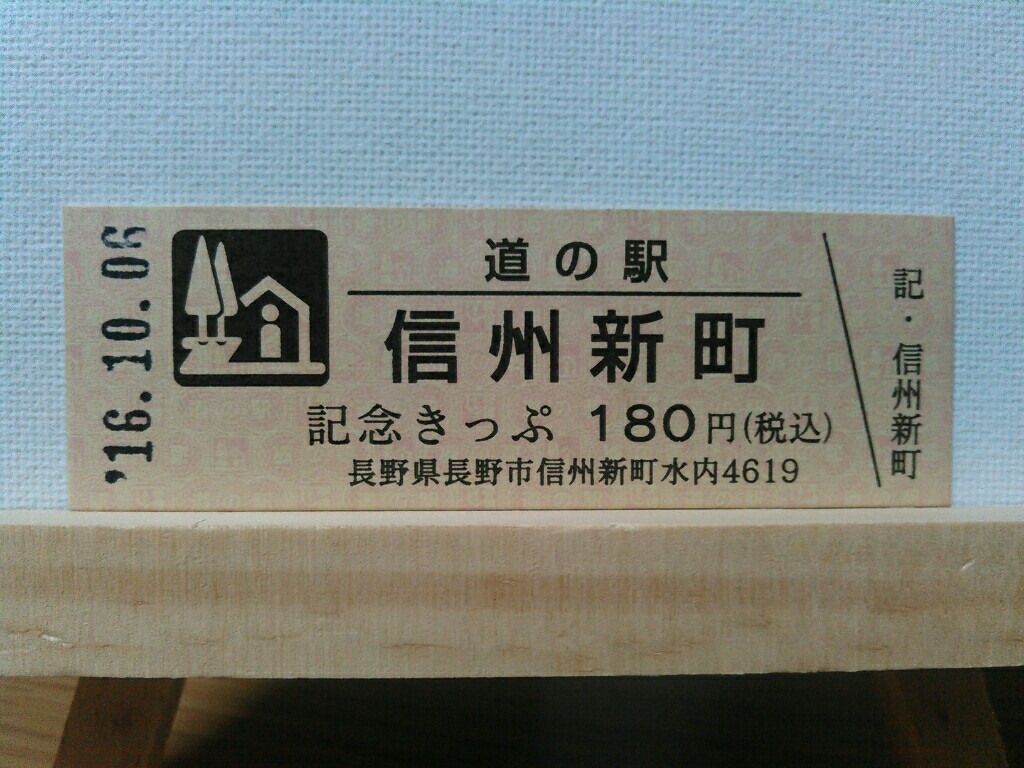 '16.10.06
道の駅
信州新町
記念きっぷ 180円(税込)
長野県長野市信州新町水内4619
記・信州新町